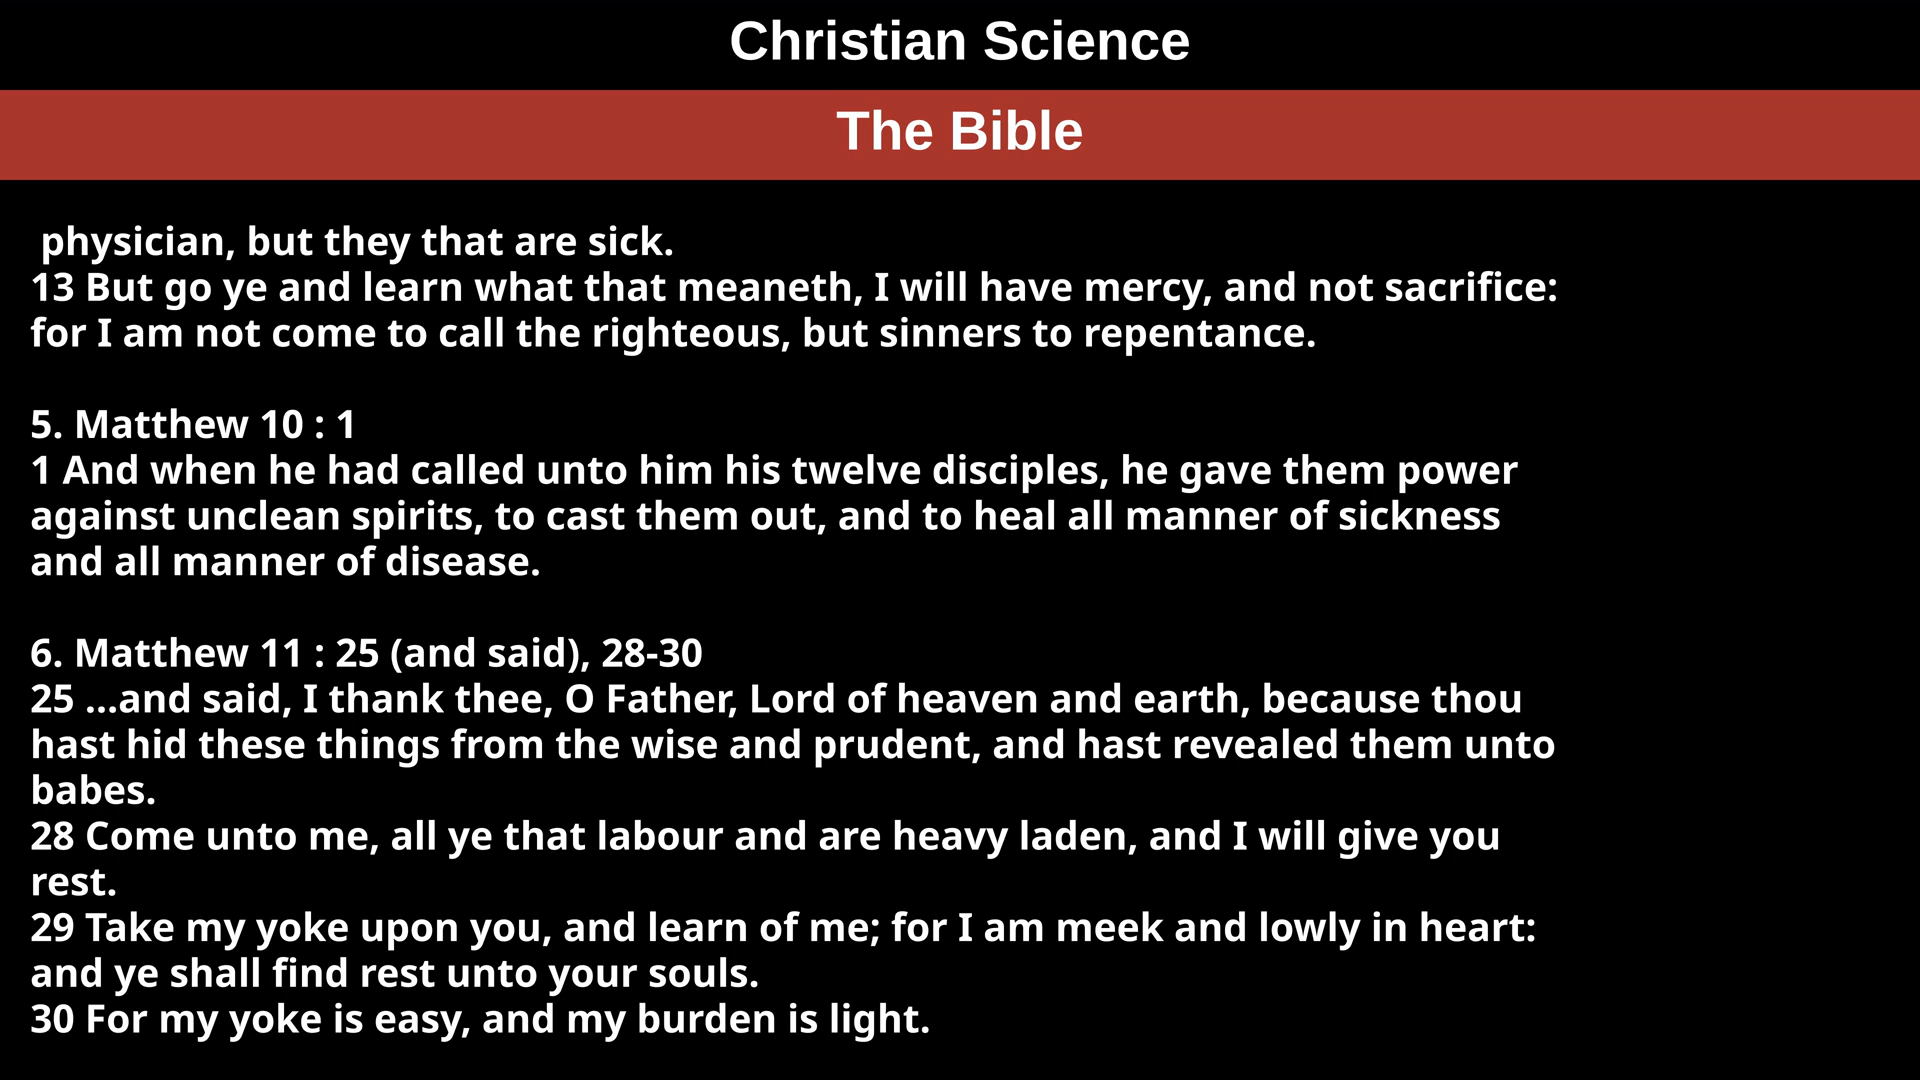 Christian Science
The Bible
physician, but they that are sick.
13 But go ye and learn what that meaneth, I will have mercy, and not sacrifice:
for I am not come to call the righteous, but sinners to repentance.
5. Matthew 10 : 1
1 And when he had called unto him his twelve disciples, he gave them power
against unclean spirits, to cast them out, and to heal all manner of sickness
and all manner of disease.
6. Matthew 11 : 25 (and said), 28-30
25 ...and said, I thank thee, O Father, Lord of heaven and earth, because thou
hast hid these things from the wise and prudent, and hast revealed them unto
babes.
28 Come unto me, all ye that labour and are heavy laden, and I will give you
rest.
29 Take my yoke upon you, and learn of me; for I am meek and lowly in heart:
and ye shall find rest unto your souls.
30 For my yoke is easy, and my burden is light.